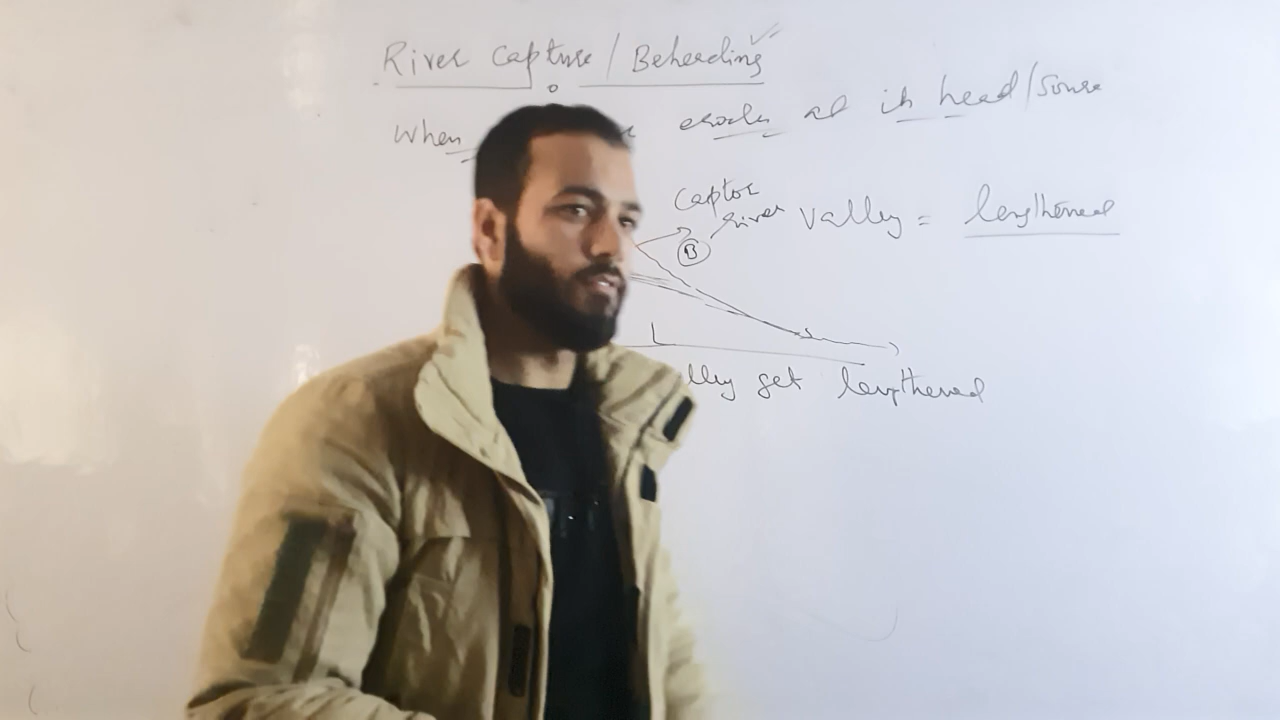 River Capture / Beheading
When erodes at its head/source
Captor
River
valley = lengthened
B
lley get lengthened